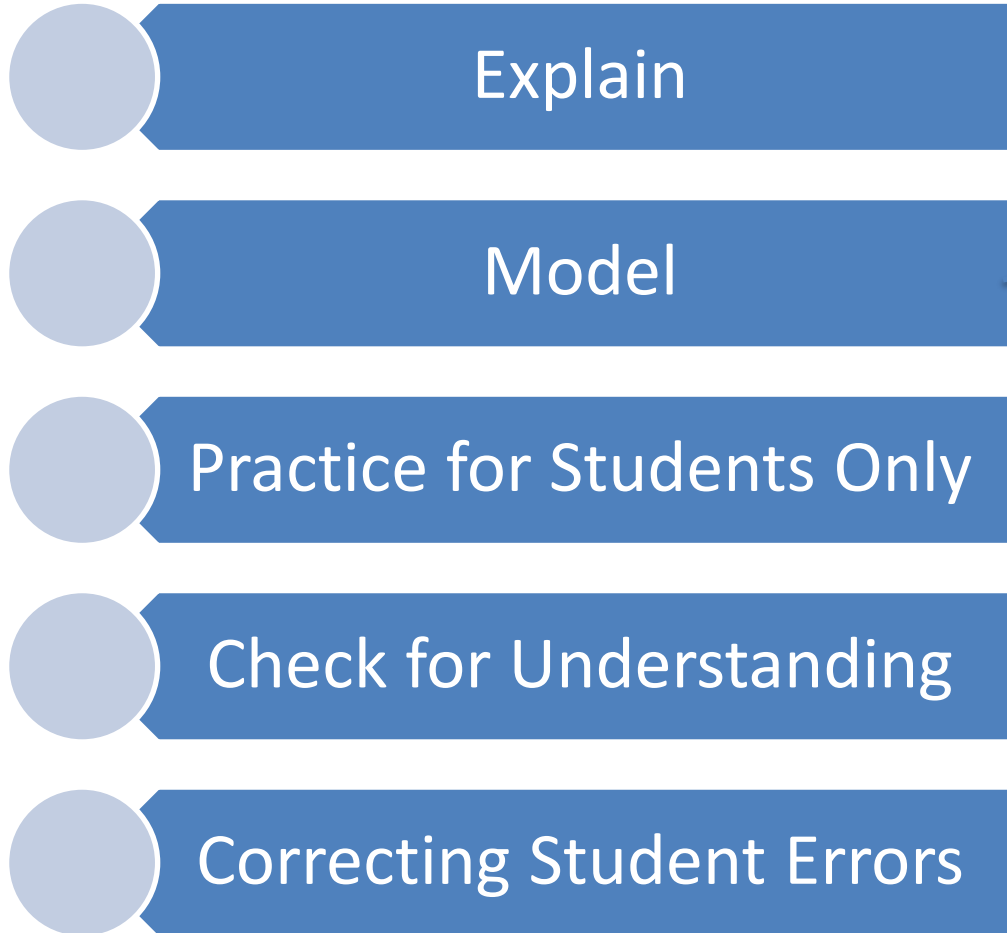 Explain
Model
Practice for Students Only
Check for Understanding
Correcting Student Errors